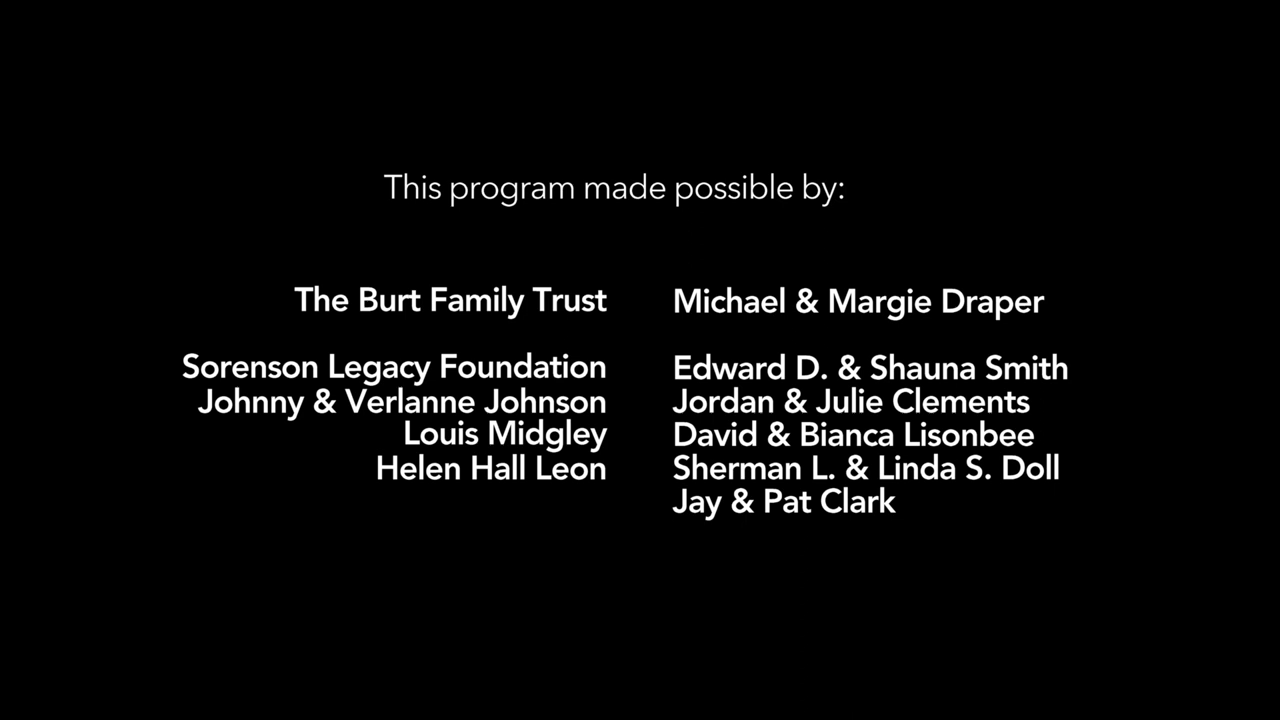 This program made possible by:
The Burt Family Trust
Sorenson Legacy Foundation
Johnny & Verlanne Johnson
Louis Midgley
Helen Hall Leon
Michael & Margie Draper
Edward D. & Shauna Smith
Jordan & Julie Clements
David & Bianca Lisonbee
Sherman L. & Linda S. Doll
Jay & Pat Clark